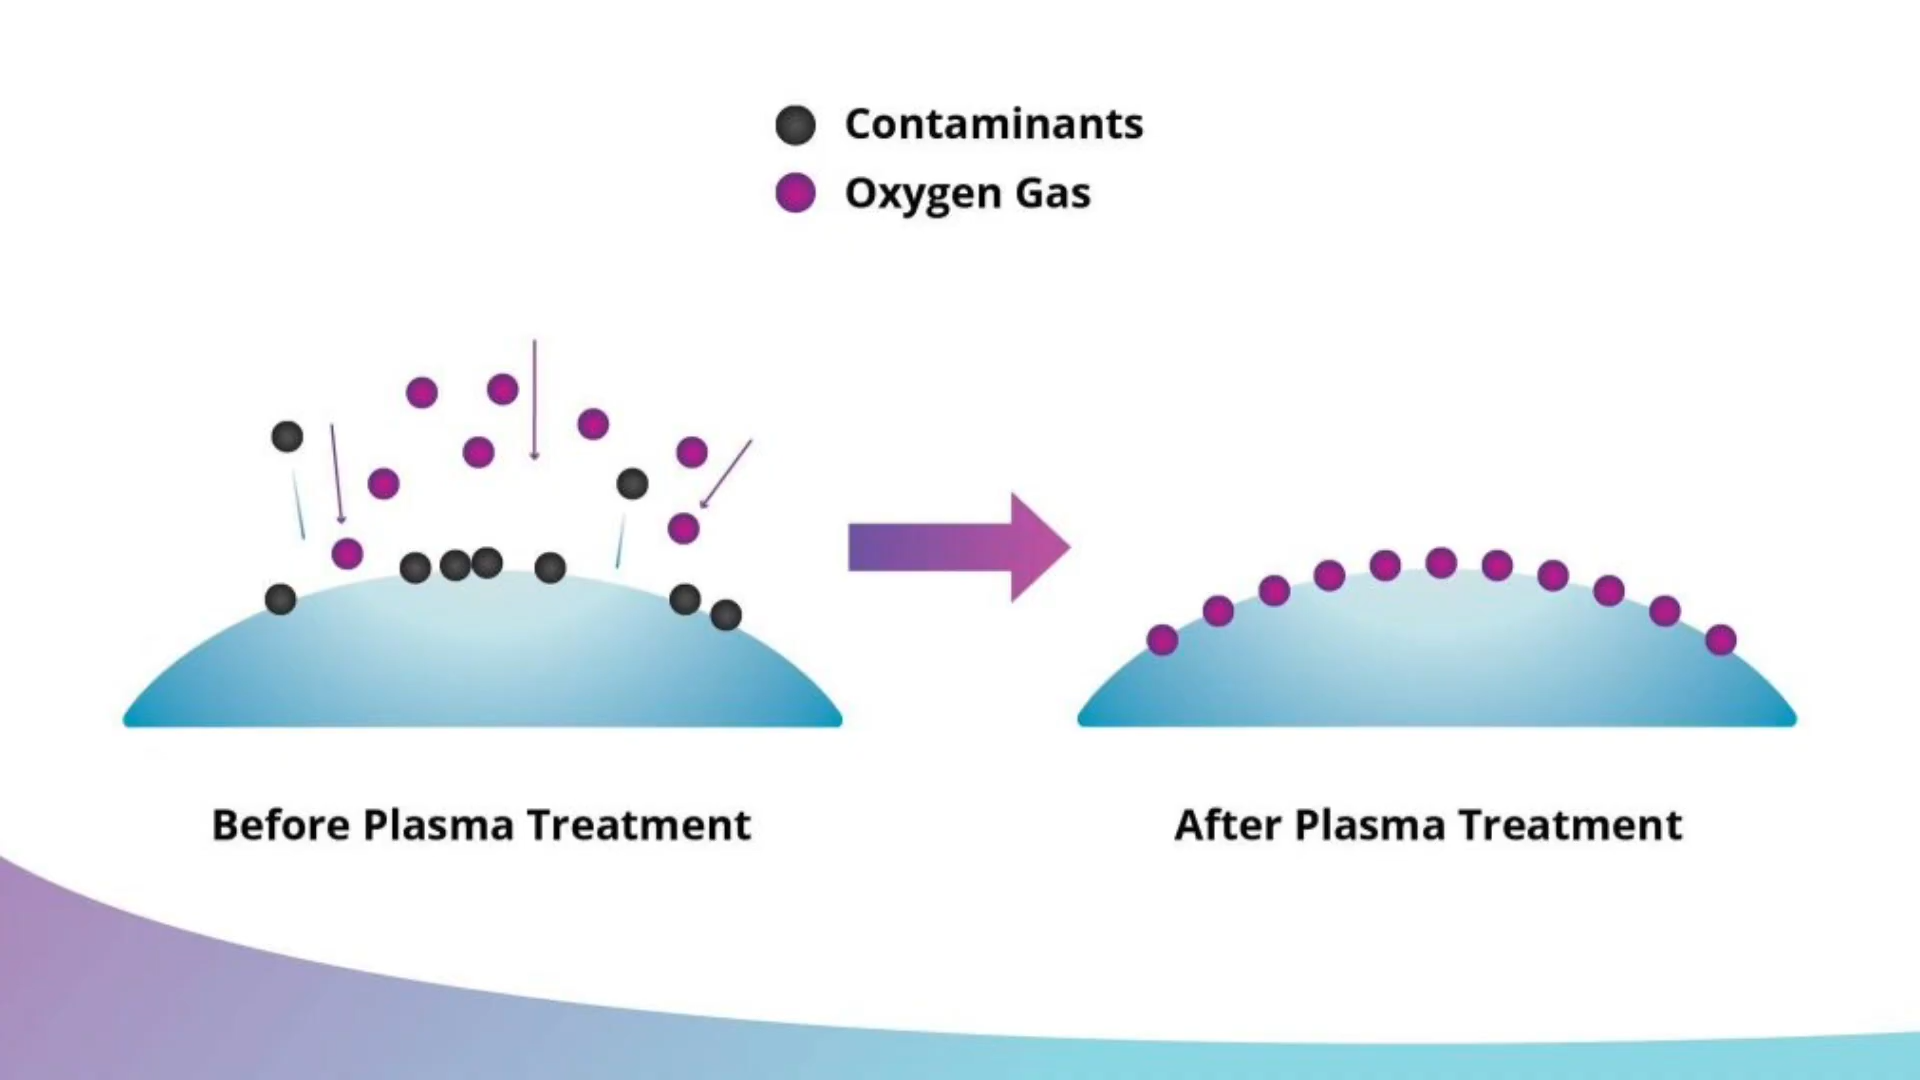 Contaminants
Oxygen Gas
Before Plasma Treatment
After Plasma Treatment